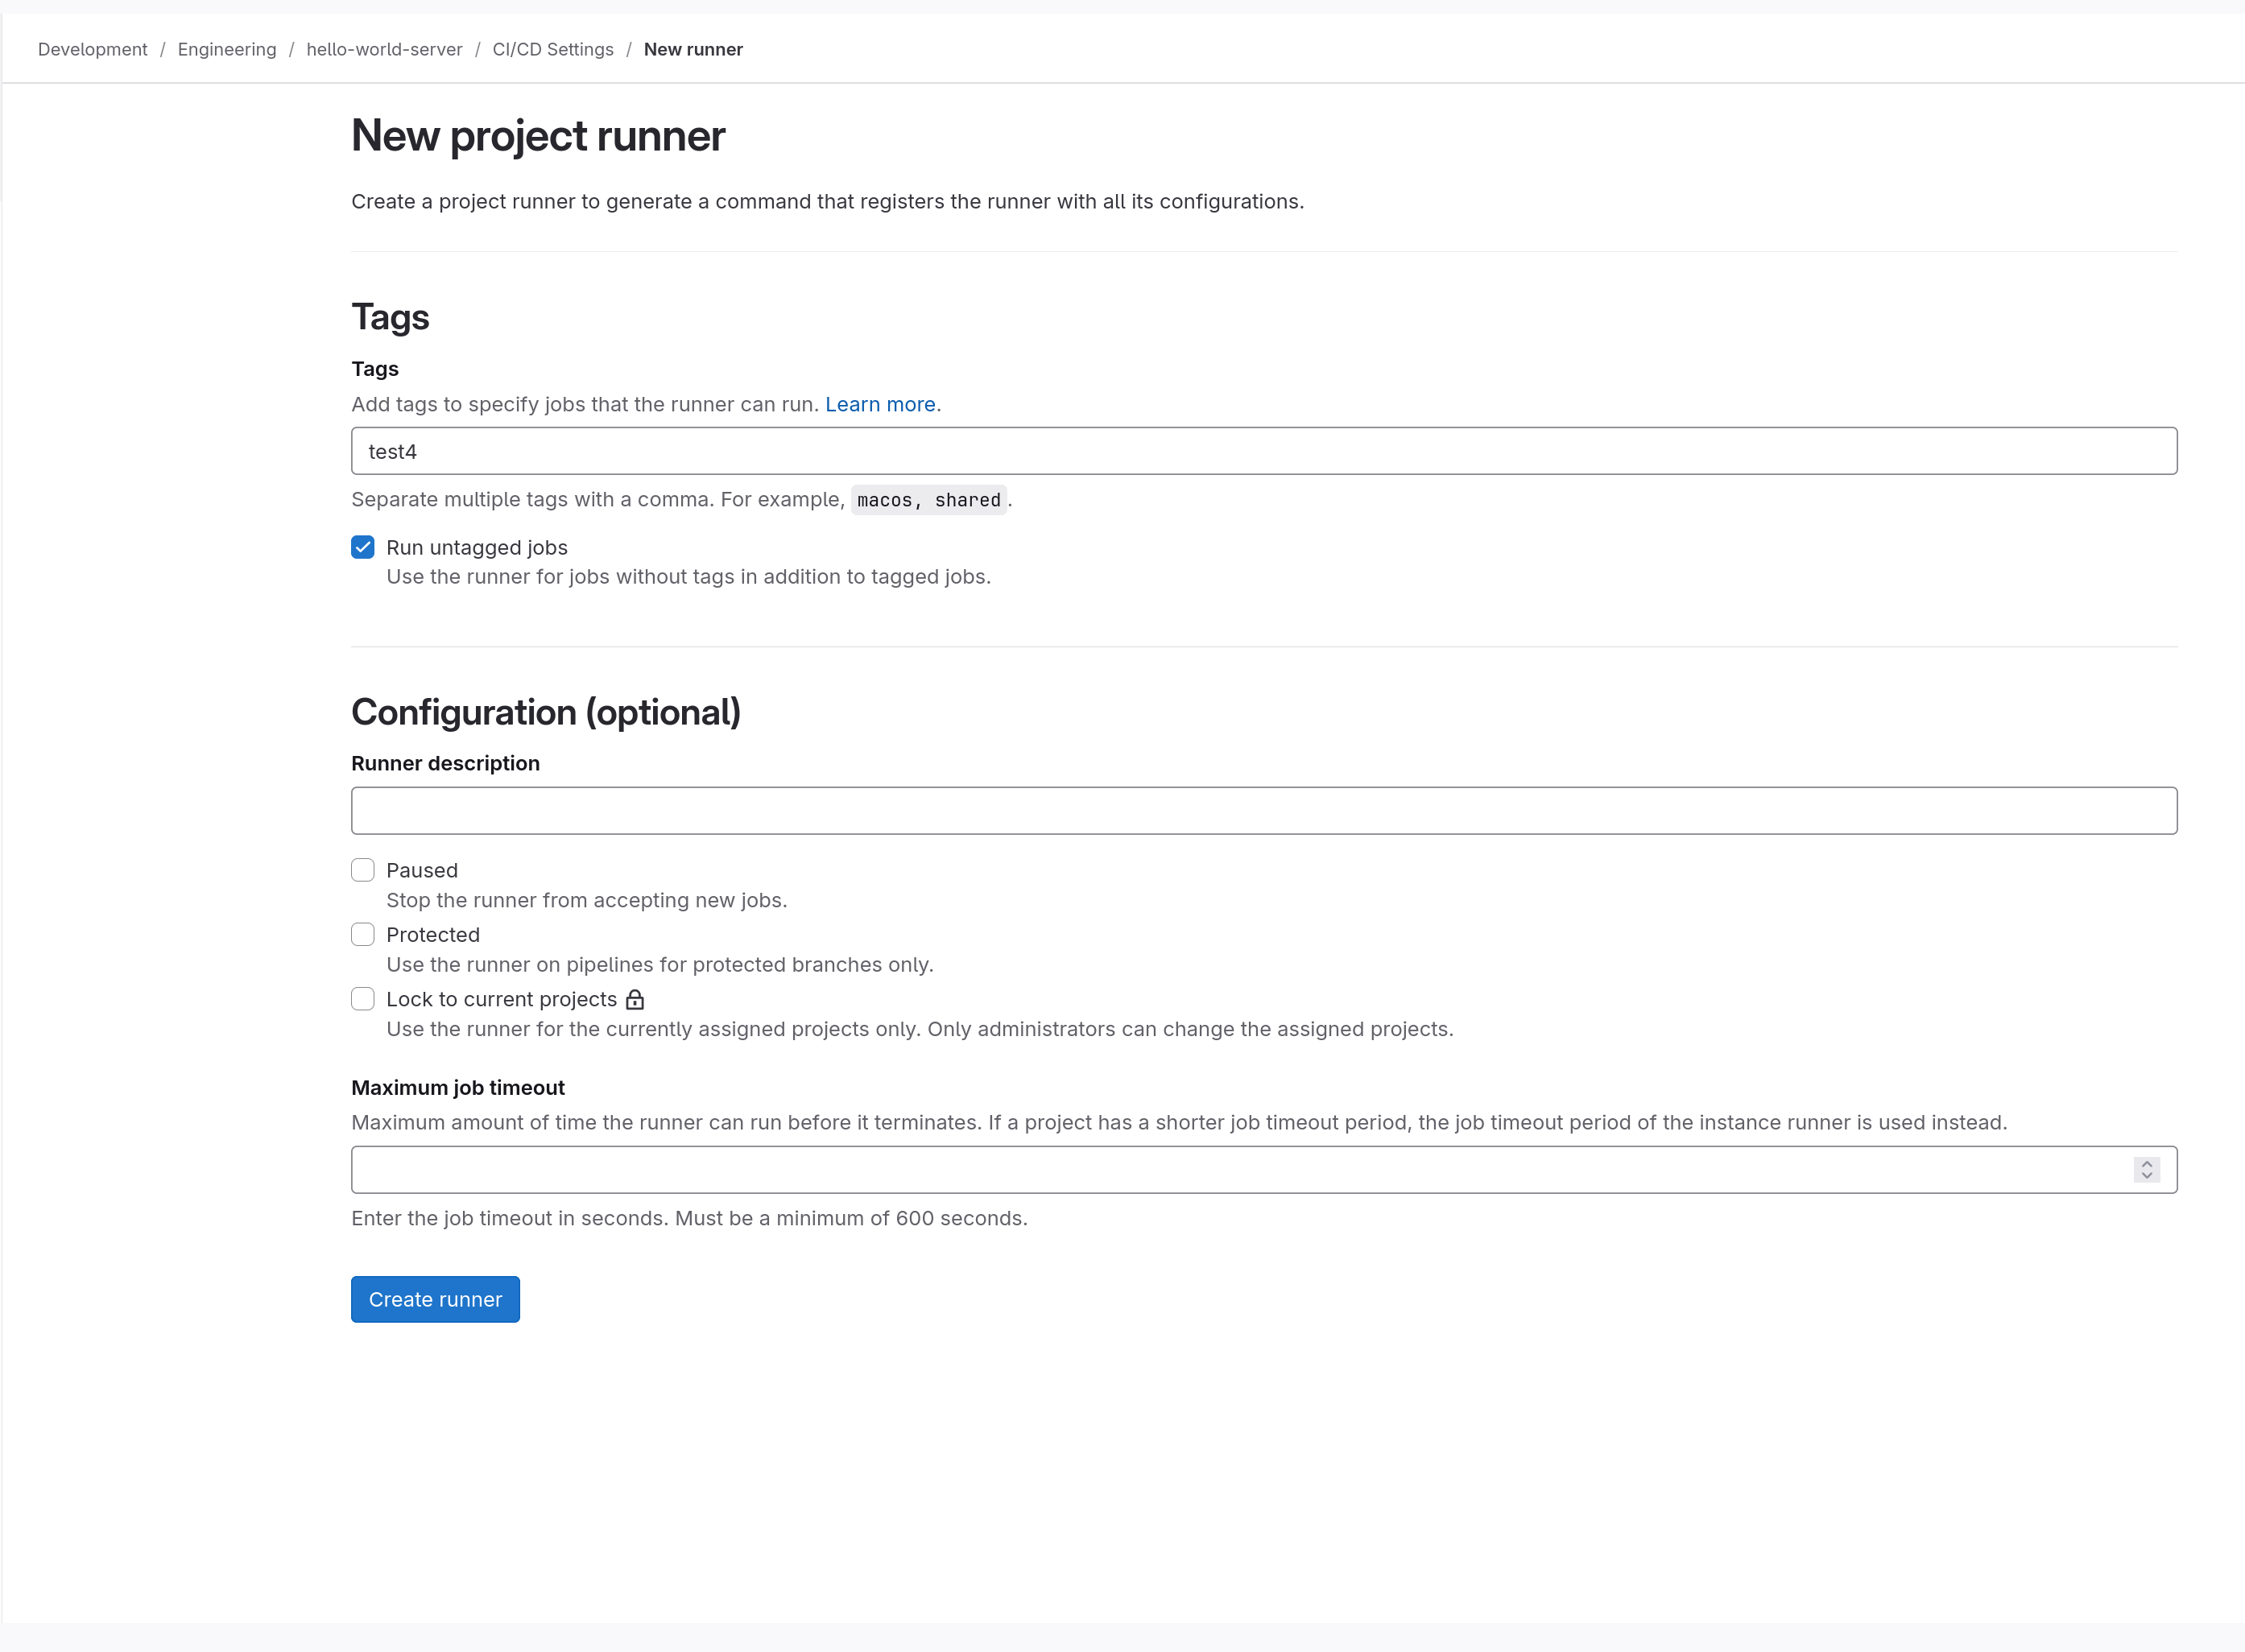 Development / Engineering / hello-world-server / CI/CD Settings / New runner
New project runner
Create a project runner to generate a command that registers the runner with all its configurations.
Tags
Tags
Add tags to specify jobs that the runner can run. Learn more.
test4
Separate multiple tags with a comma. For example, macos, shared.
Run untagged jobs
Use the runner for jobs without tags in addition to tagged jobs.
Configuration (optional)
Runner description
Paused
Stop the runner from accepting new jobs.
Protected
Use the runner on pipelines for protected branches only.
Lock to current projects
Use the runner for the currently assigned projects only. Only administrators can change the assigned projects.
Maximum job timeout
Maximum amount of time the runner can run before it terminates. If a project has a shorter job timeout period, the job timeout period of the instance runner is used instead.
Enter the job timeout in seconds. Must be a minimum of 600 seconds.
Create runner